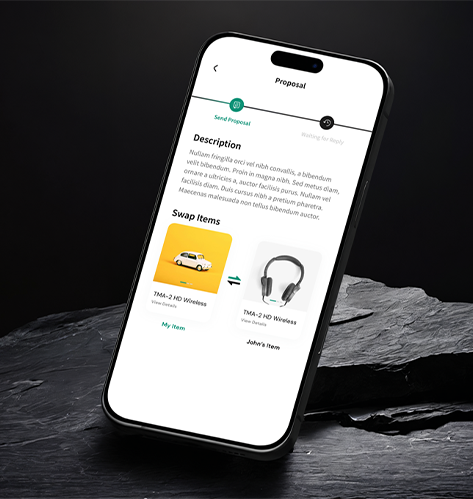 Proposal
Send Proposal
Waiting for Reply
Description
Nullam fringilla orci vel nibh convallis, a bibendum
velit bibendum. Proin in magna nibh. Sed metus diam,
ornare a ultricies a, auctor facilisis purus. Nullam vel
facilisis diam. Duis cursus nibh a pretium pharetra.
Maecenas malesuada non tellus bibendum auctor.
Swap Items
TMA-2 HD Wireless
View Details
My Item
TMA-2 HD Wireless
View Details
John's Item